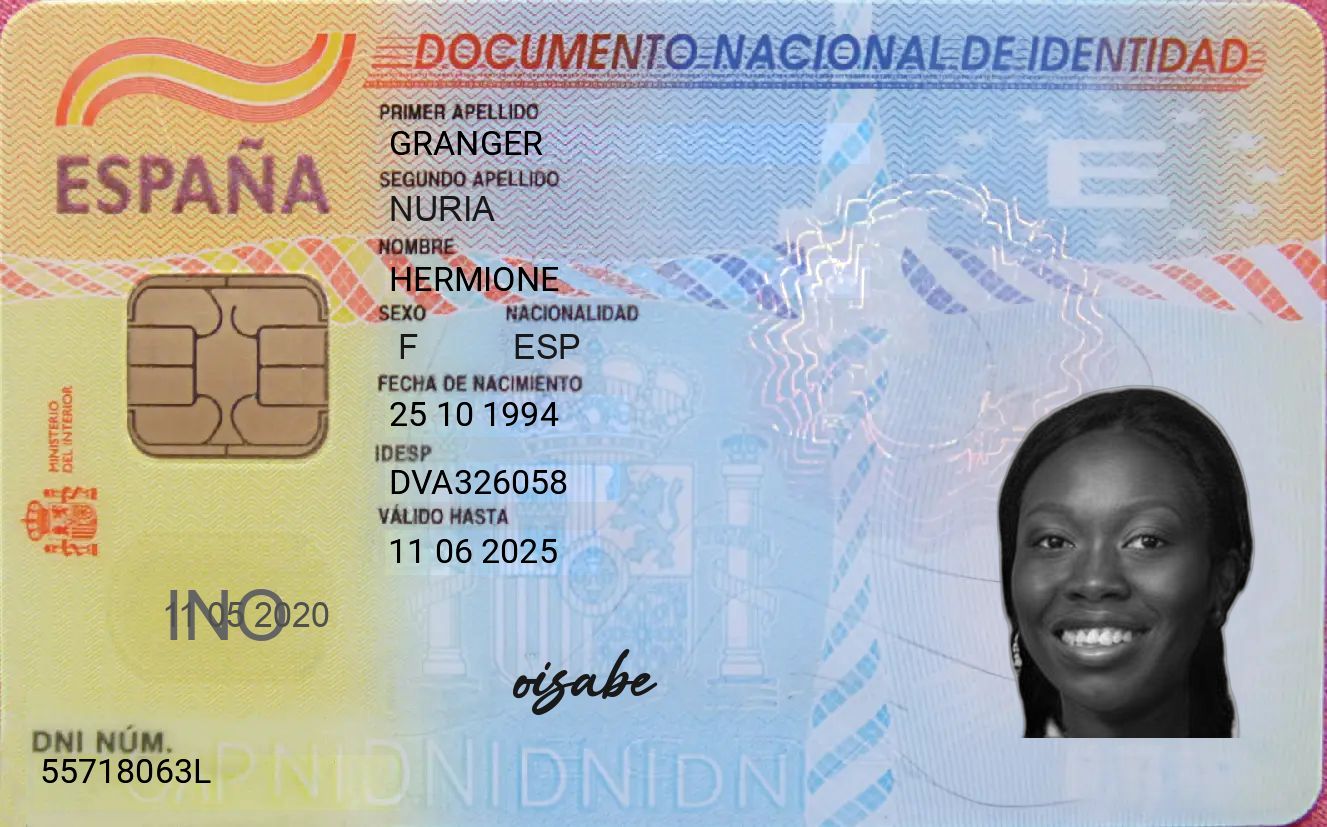 DOCUMENTO NACIONAL DE IDENTIDAD
ESPAÑA
PRIMER APELLIDO
GRANGER
SEGUNDO APELLIDO
NURIA
NOMBRE
HERMIONE
SEXO NACIONALIDAD
F ESP
FECHA DE NACIMIENTO
25 10 1994
IDESP
DVA326058
VÁLIDO HASTA
11 06 2025
MINISTERIO
DEL INTERIOR
E
INO
11 05 2020
oisabe
DNI NÚM.
55718063L
DNIDNIDNIDNI